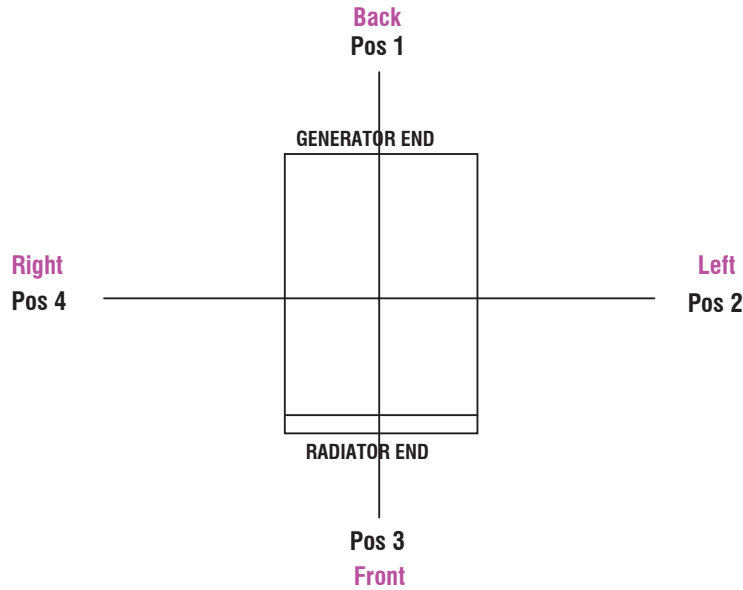 Back
Pos 1
GENERATOR END
Right
Left
Pos 4
Pos 2
RADIATOR END
Pos 3
Front